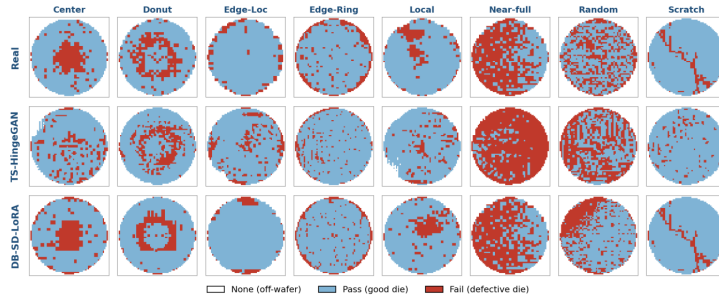 Center Donut Edge-Loc Edge-Ring Local Near-full Random Scratch
Real
TS-HingeGAN
DB-SD-LoRA
None (off-wafer) Pass (good die) Fail (defective die)